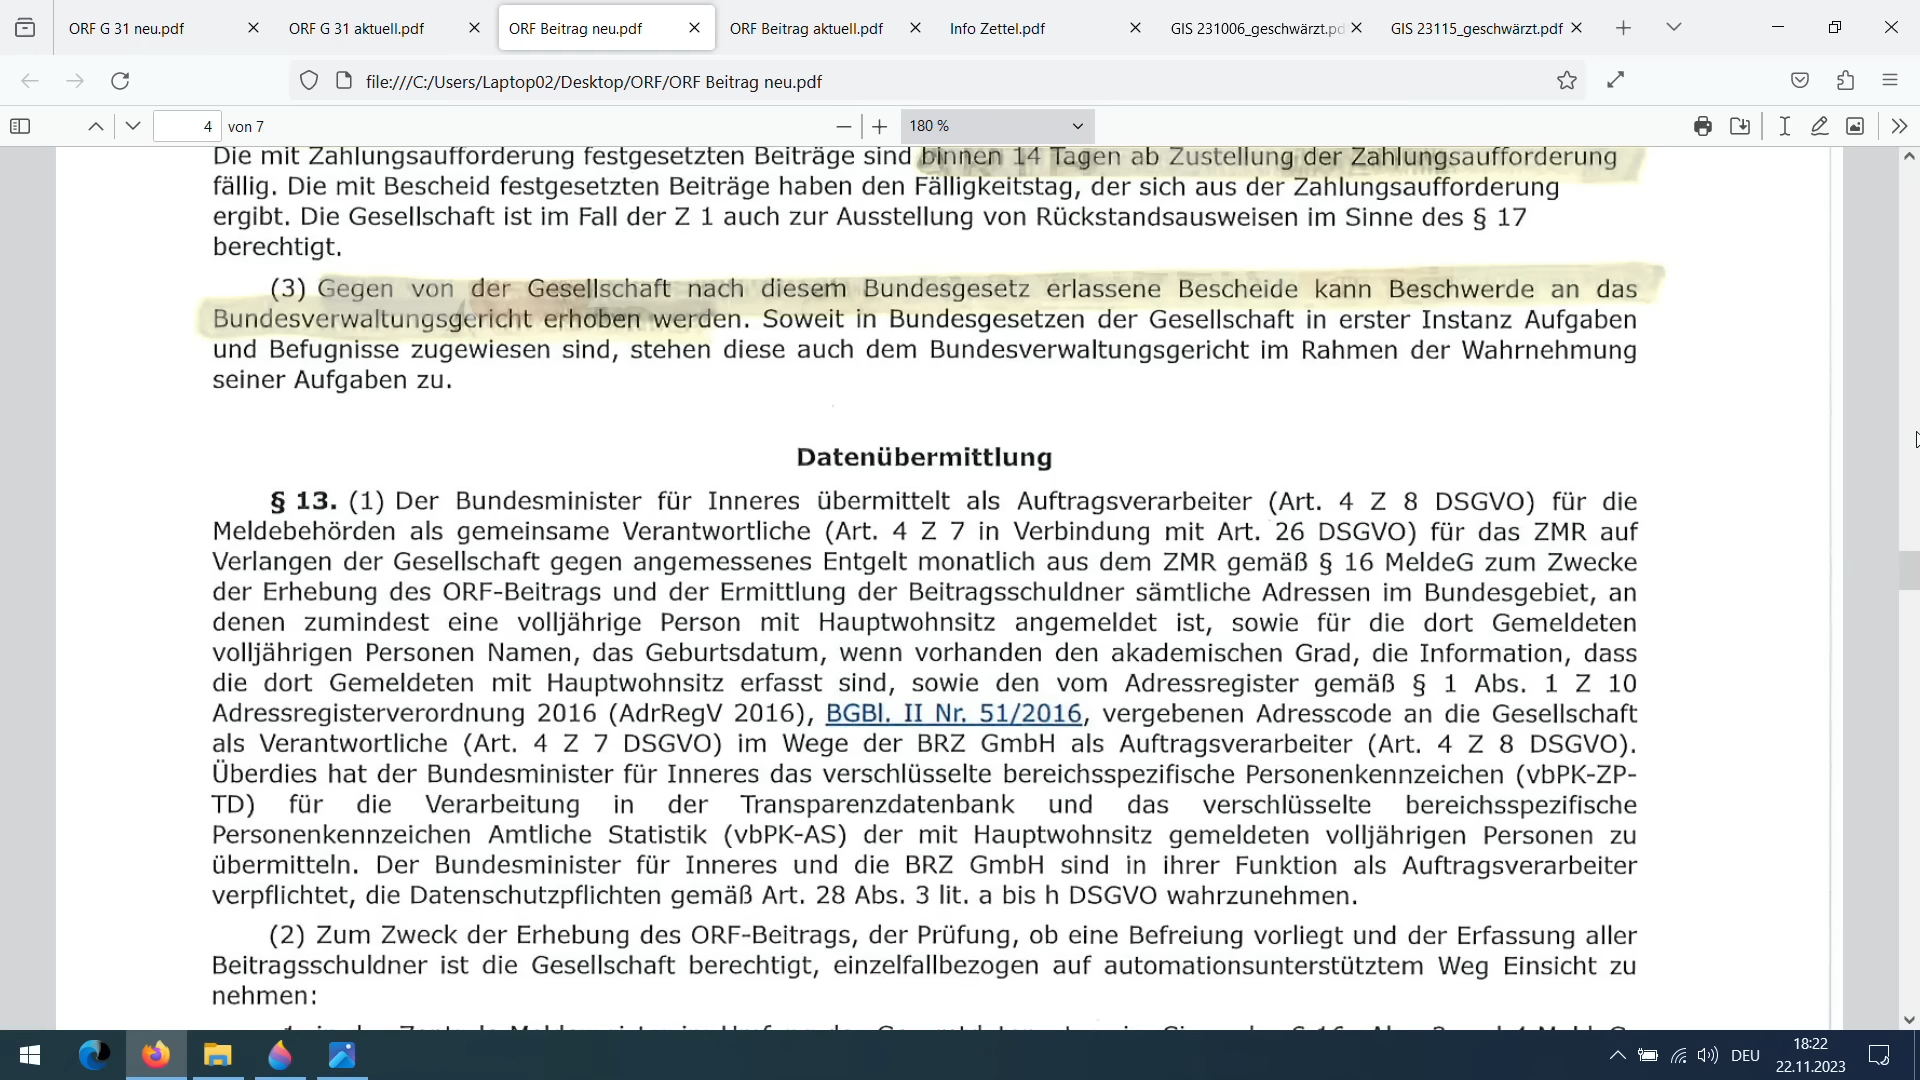 ORF G 31 neu.pdf
ORF G 31 aktuell.pdf
ORF Beitrag neu.pdf
ORF Beitrag aktuell.pdf
Info Zettel.pdf
GIS 231006_geschwärzt.pd
GIS 23115_geschwärzt.pdf
file:///C:/Users/Laptop02/Desktop/ORF/ORF Beitrag neu.pdf
4 von 7
180 %
Die mit Zahlungsaufforderung festgesetzten Beiträge sind binnen 14 Tagen ab Zustellung der Zahlungsaufforderung
fällig. Die mit Bescheid festgesetzten Beiträge haben den Fälligkeitstag, der sich aus der Zahlungsaufforderung
ergibt. Die Gesellschaft ist im Fall der Z 1 auch zur Ausstellung von Rückstandsausweisen im Sinne des § 17
berechtigt.
(3) Gegen von der Gesellschaft nach diesem Bundesgesetz erlassene Bescheide kann Beschwerde an das
Bundesverwaltungsgericht erhoben werden. Soweit in Bundesgesetzen der Gesellschaft in erster Instanz Aufgaben
und Befugnisse zugewiesen sind, stehen diese auch dem Bundesverwaltungsgericht im Rahmen der Wahrnehmung
seiner Aufgaben zu.
Datenübermittlung
§ 13. (1) Der Bundesminister für Inneres übermittelt als Auftragsverarbeiter (Art. 4 Z 8 DSGVO) für die
Meldebehörden als gemeinsame Verantwortliche (Art. 4 Z 7 in Verbindung mit Art. 26 DSGVO) für das ZMR auf
Verlangen der Gesellschaft gegen angemessenes Entgelt monatlich aus dem ZMR gemäß § 16 MeldeG zum Zwecke
der Erhebung des ORF-Beitrags und der Ermittlung der Beitragsschuldner sämtliche Adressen im Bundesgebiet, an
denen zumindest eine volljährige Person mit Hauptwohnsitz angemeldet ist, sowie für die dort Gemeldeten
volljährigen Personen Namen, das Geburtsdatum, wenn vorhanden den akademischen Grad, die Information, dass
die dort Gemeldeten mit Hauptwohnsitz erfasst sind, sowie den vom Adressregister gemäß § 1 Abs. 1 Z 10
Adressregisterverordnung 2016 (AdrRegV 2016), BGBl. II Nr. 51/2016, vergebenen Adresscode an die Gesellschaft
als Verantwortliche (Art. 4 Z 7 DSGVO) im Wege der BRZ GmbH als Auftragsverarbeiter (Art. 4 Z 8 DSGVO).
Überdies hat der Bundesminister für Inneres das verschlüsselte bereichsspezifische Personenkennzeichen (vbPK-ZP-
TD) für die Verarbeitung in der Transparenzdatenbank und das verschlüsselte bereichsspezifische
Personenkennzeichen Amtliche Statistik (vbPK-AS) der mit Hauptwohnsitz gemeldeten volljährigen Personen zu
übermitteln. Der Bundesminister für Inneres und die BRZ GmbH sind in ihrer Funktion als Auftragsverarbeiter
verpflichtet, die Datenschutzpflichten gemäß Art. 28 Abs. 3 lit. a bis h DSGVO wahrzunehmen.
(2) Zum Zweck der Erhebung des ORF-Beitrags, der Prüfung, ob eine Befreiung vorliegt und der Erfassung aller
Beitragsschuldner ist die Gesellschaft berechtigt, einzelfallbezogen auf automationsunterstütztem Weg Einsicht zu
nehmen:
DEU
18:22
22.11.2023